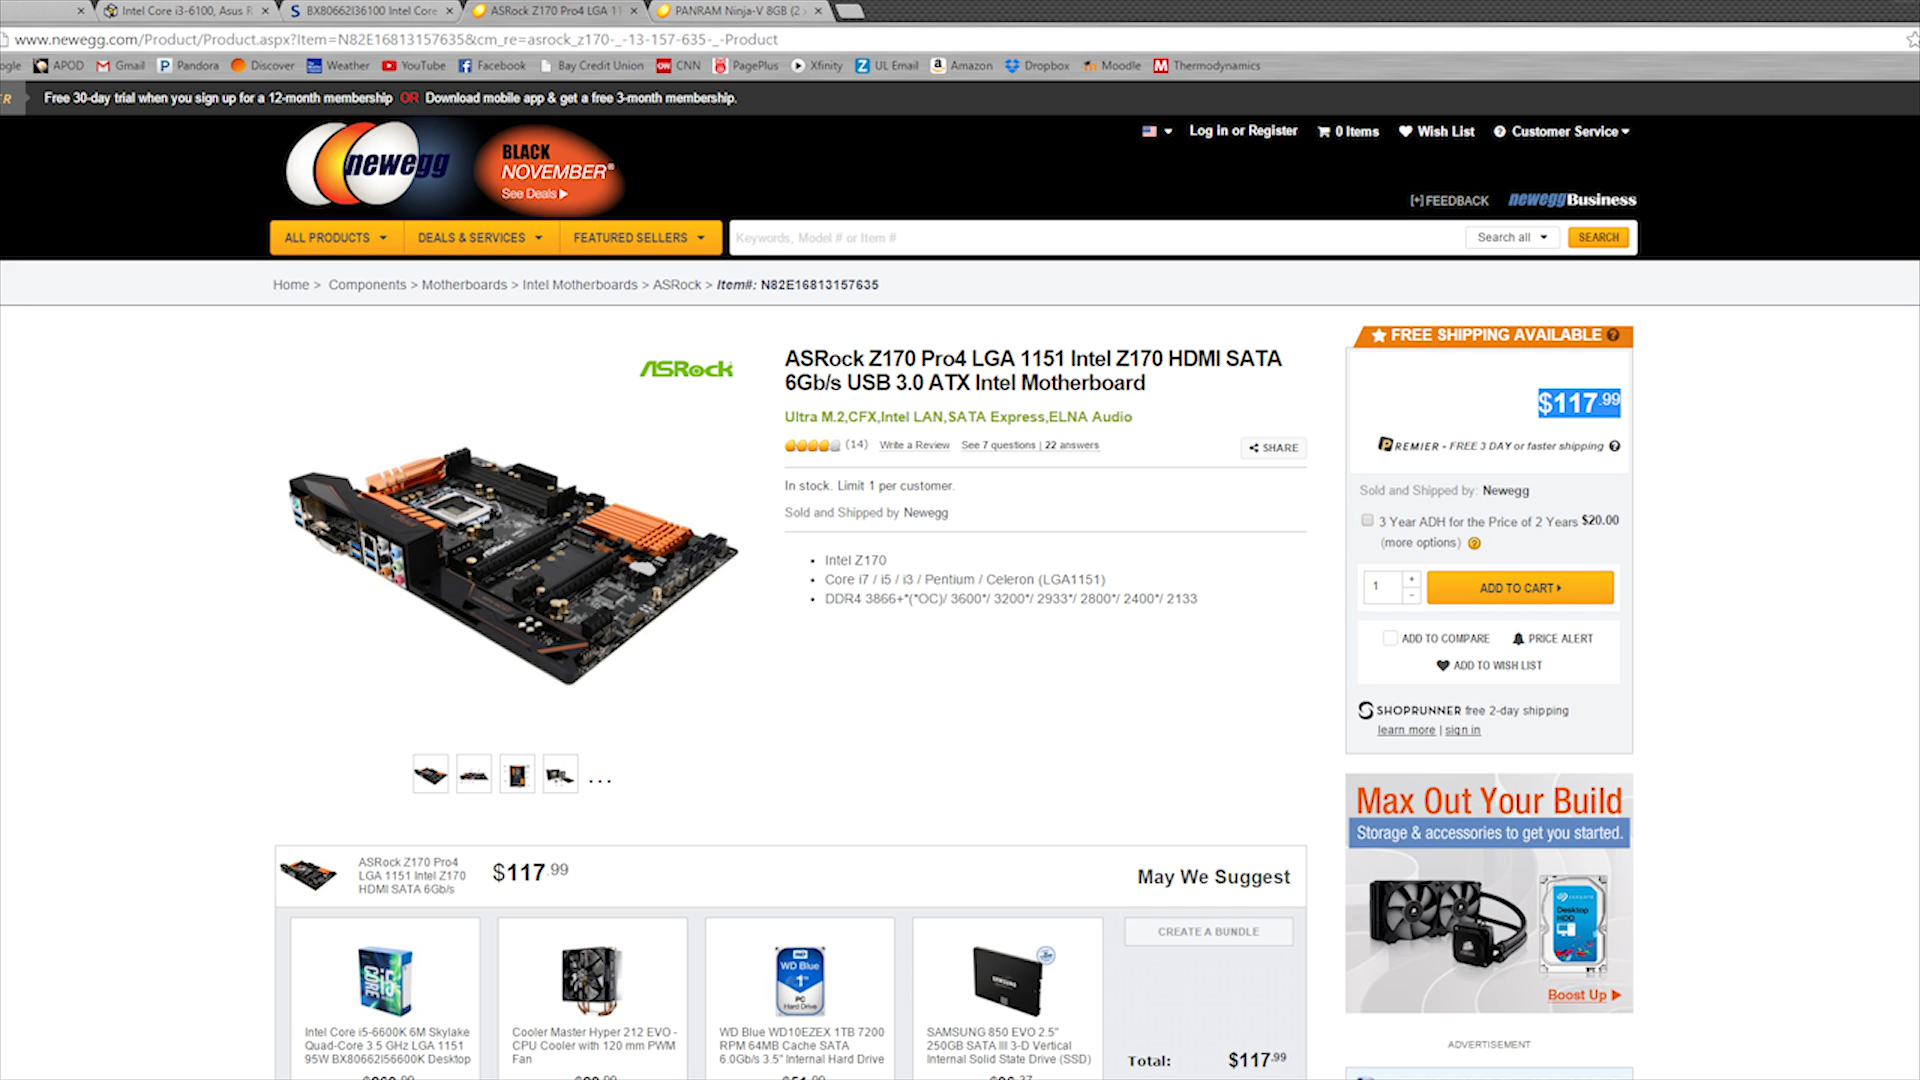 Intel Core i3-6100, Asus R
BX80662I36100 Intel Core
ASRock Z170 Pro4 LGA 11
PANRAM Ninja-V 8GB (2 x
www.newegg.com/Product/Product.aspx?Item=N82E16813157635&cm_re=asrock_z170-_-13-157-635-_-Product
ogle APOD Gmail Pandora Discover Weather YouTube Facebook Bay Credit Union CNN PagePlus Xfinity UL Email Amazon Dropbox Moodle Thermodynamics
ER Free 30-day trial when you sign up for a 12-month membership OR Download mobile app & get a free 3-month membership.
newegg
BLACK
NOVEMBER®
See Deals
Log in or Register 0 Items Wish List Customer Service
[+] FEEDBACK neweggBusiness
ALL PRODUCTS DEALS & SERVICES FEATURED SELLERS Keywords, Model # or Item # Search all SEARCH
Home > Components > Motherboards > Intel Motherboards > ASRock > Item#: N82E16813157635
ASRock
ASRock Z170 Pro4 LGA 1151 Intel Z170 HDMI SATA
6Gb/s USB 3.0 ATX Intel Motherboard
Ultra M.2,CFX,Intel LAN,SATA Express,ELNA Audio
(14) Write a Review See 7 questions | 22 answers
SHARE
In stock. Limit 1 per customer.
Sold and Shipped by Newegg
Intel Z170
Core i7 / i5 / i3 / Pentium / Celeron (LGA1151)
DDR4 3866+*(*OC)/ 3600*/ 3200*/ 2933*/ 2800*/ 2400*/ 2133
...
FREE SHIPPING AVAILABLE
$117.99
PREMIER - FREE 3 DAY or faster shipping
Sold and Shipped by: Newegg
3 Year ADH for the Price of 2 Years $20.00
(more options)
1 + - ADD TO CART
ADD TO COMPARE PRICE ALERT
ADD TO WISH LIST
SHOPRUNNER free 2-day shipping
learn more | sign in
Max Out Your Build
Storage & accessories to get you started.
Desktop
HDD
Boost Up
ADVERTISEMENT
ASRock Z170 Pro4
LGA 1151 Intel Z170
HDMI SATA 6Gb/s
$117.99
May We Suggest
CORE i5
Intel Core i5-6600K 6M Skylake
Quad-Core 3.5 GHz LGA 1151
95W BX80662I56600K Desktop
Cooler Master Hyper 212 EVO -
CPU Cooler with 120 mm PWM
Fan
WD Blue
PC
Hard Drive
WD Blue WD10EZEX 1TB 7200
RPM 64MB Cache SATA
6.0Gb/s 3.5" Internal Hard Drive
SAMSUNG
SAMSUNG 850 EVO 2.5"
250GB SATA III 3-D Vertical
Internal Solid State Drive (SSD)
CREATE A BUNDLE
Total: $117.99